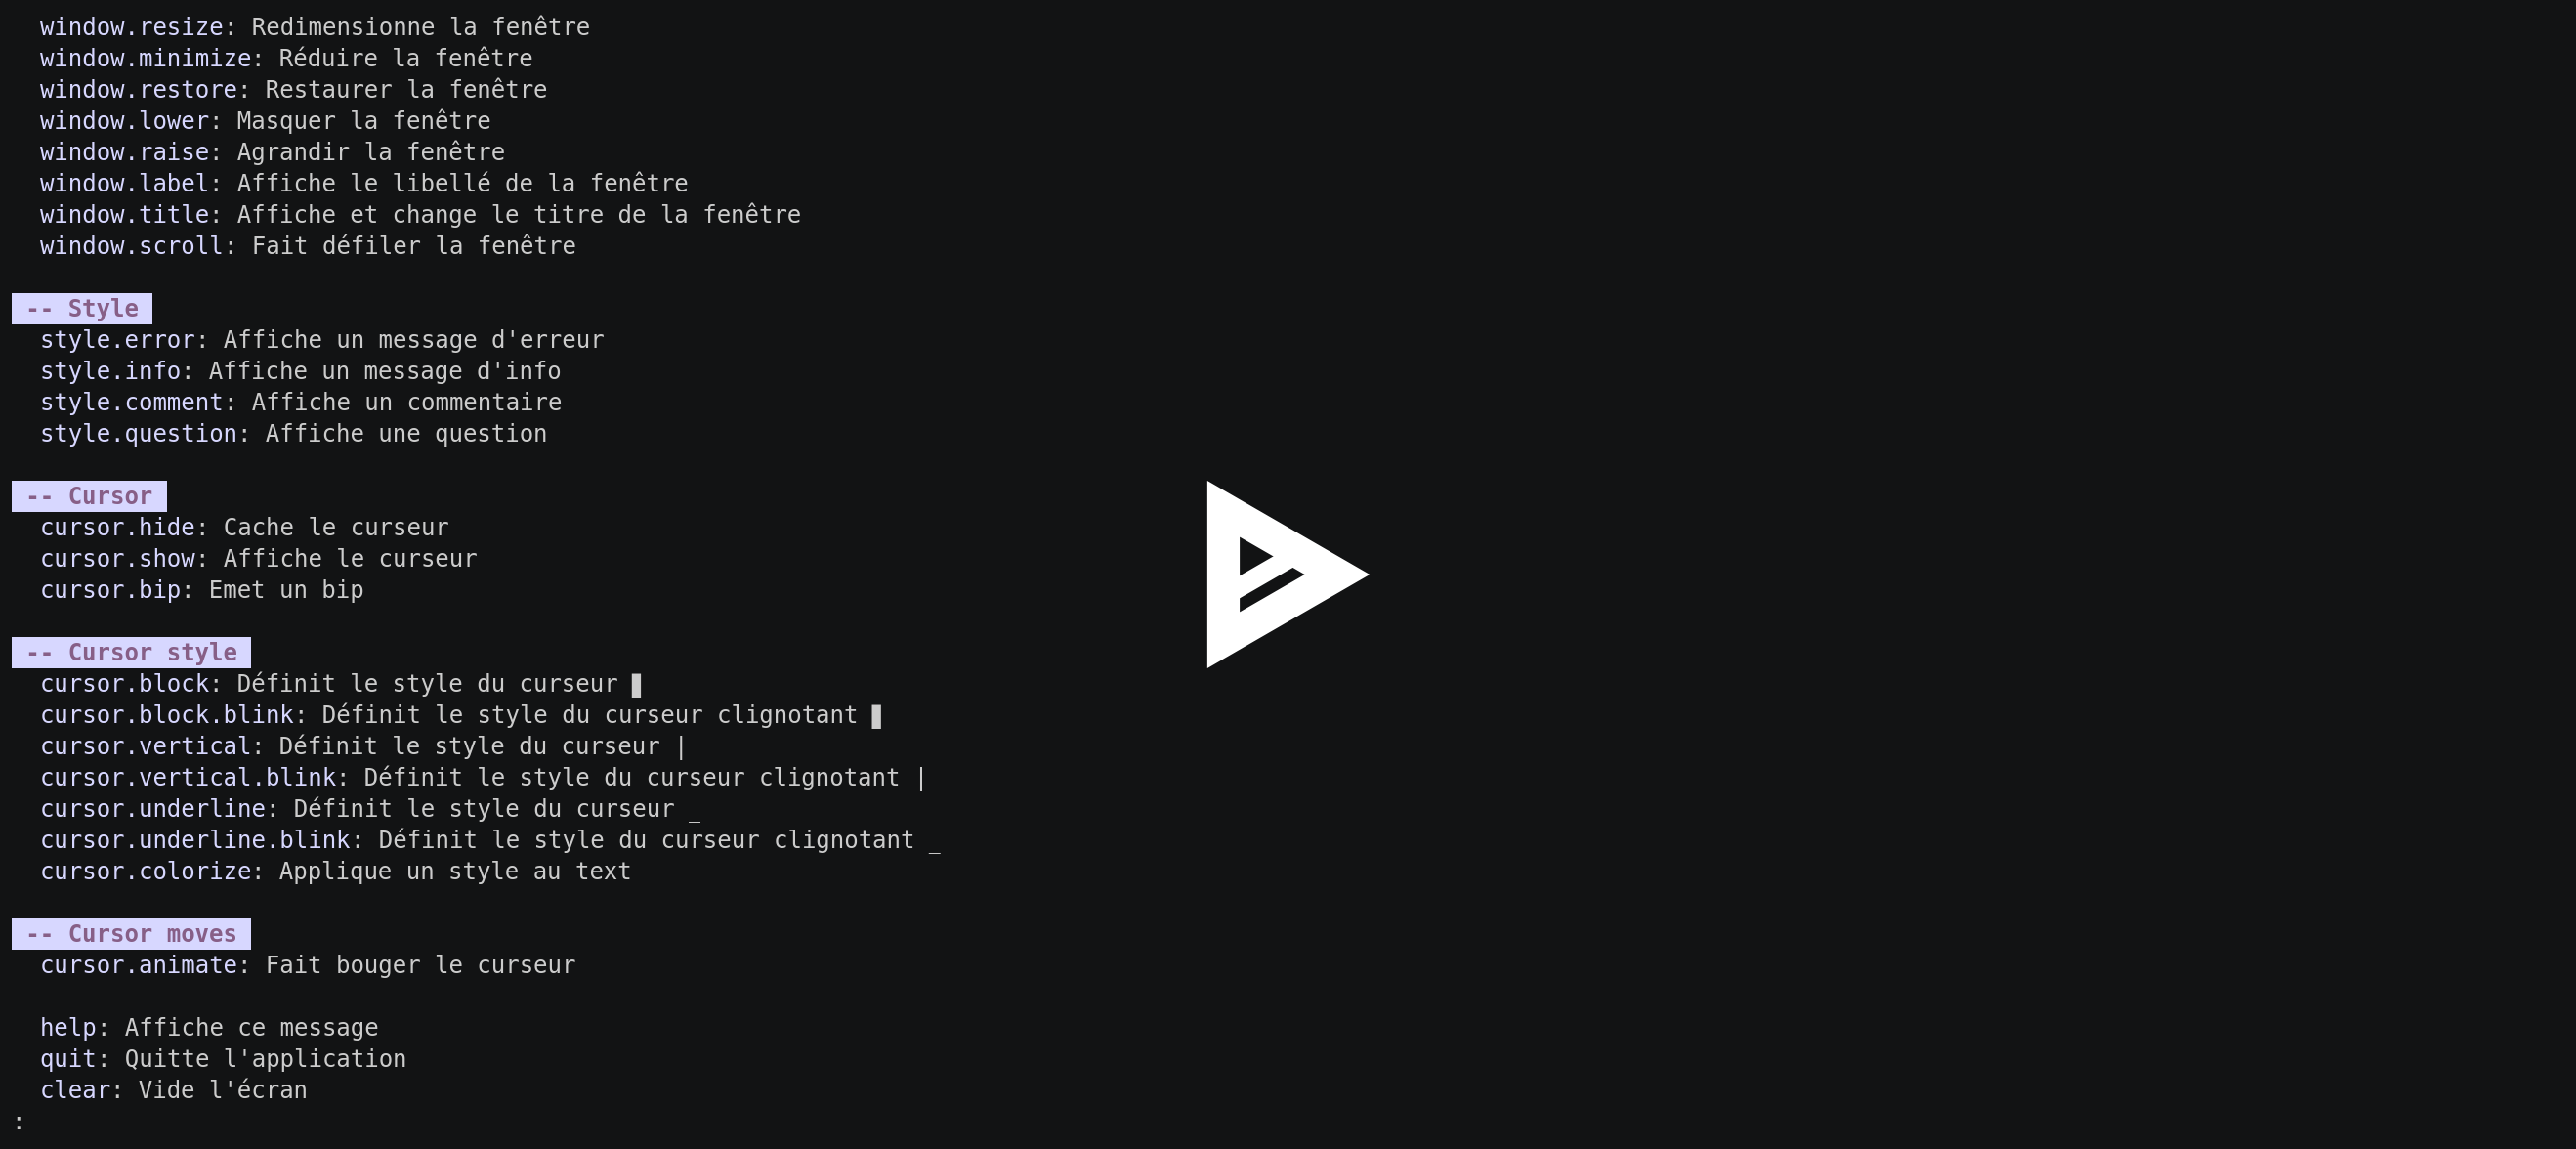 window.resize: Redimensionne la fenêtre
window.minimize: Réduire la fenêtre
window.restore: Restaurer la fenêtre
window.lower: Masquer la fenêtre
window.raise: Agrandir la fenêtre
window.label: Affiche le libellé de la fenêtre
window.title: Affiche et change le titre de la fenêtre
window.scroll: Fait défiler la fenêtre
-- Style
style.error: Affiche un message d'erreur
style.info: Affiche un message d'info
style.comment: Affiche un commentaire
style.question: Affiche une question
-- Cursor
cursor.hide: Cache le curseur
cursor.show: Affiche le curseur
cursor.bip: Emet un bip
-- Cursor style
cursor.block: Définit le style du curseur ▋
cursor.block.blink: Définit le style du curseur clignotant ▋
cursor.vertical: Définit le style du curseur |
cursor.vertical.blink: Définit le style du curseur clignotant |
cursor.underline: Définit le style du curseur _
cursor.underline.blink: Définit le style du curseur clignotant _
cursor.colorize: Applique un style au text
-- Cursor moves
cursor.animate: Fait bouger le curseur
help: Affiche ce message
quit: Quitte l'application
clear: Vide l'écran
: